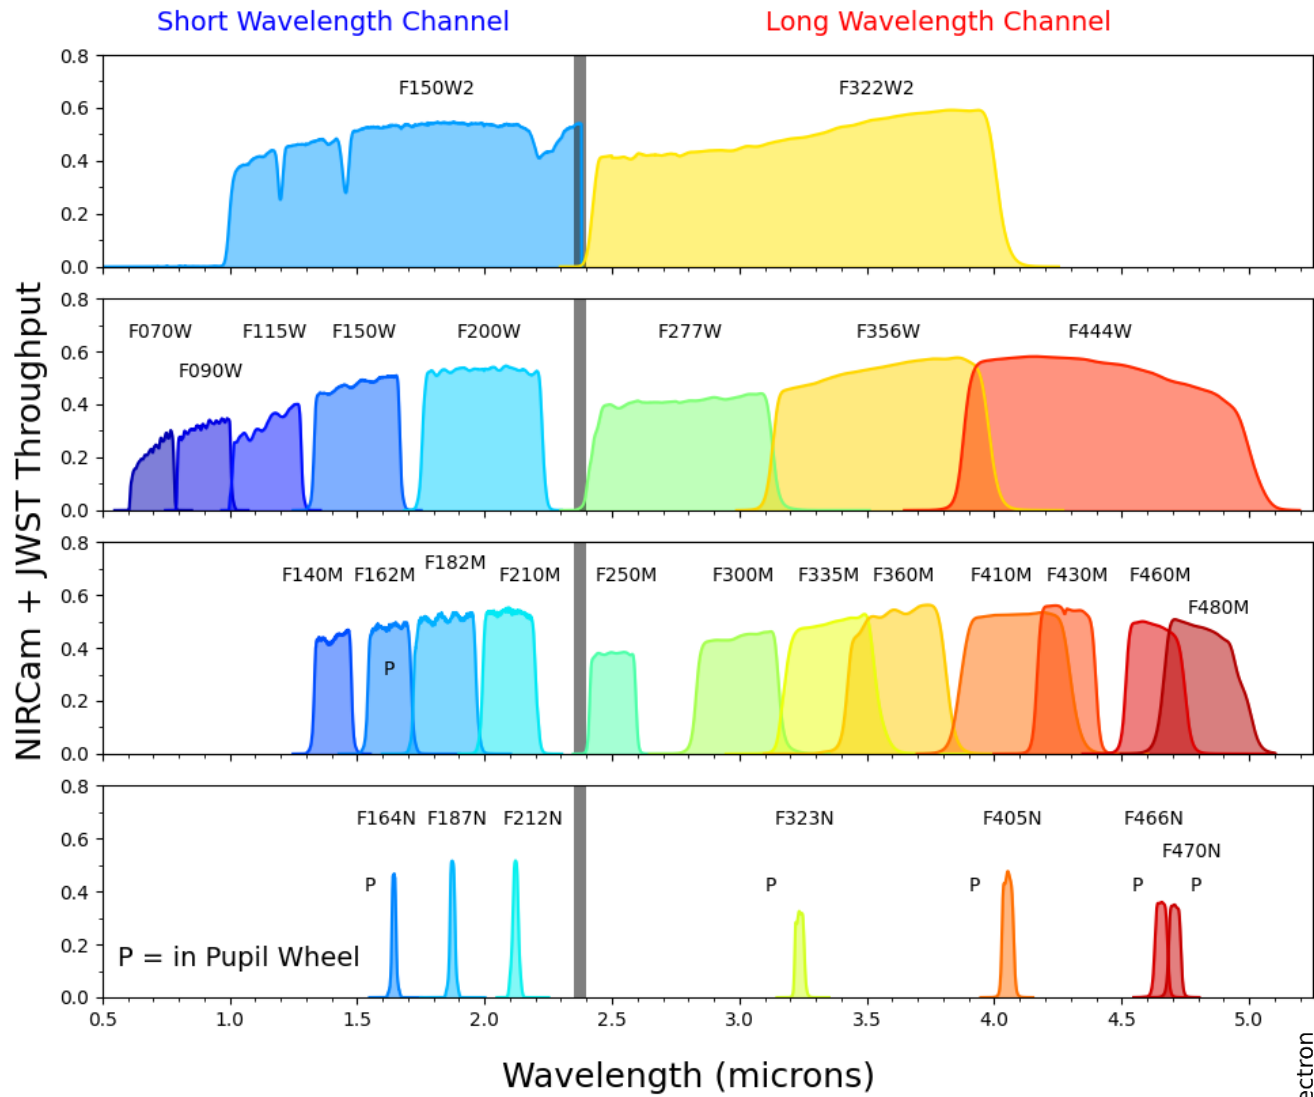 Short Wavelength Channel
Long Wavelength Channel
NIRCam + JWST Throughput
0.8
0.6
0.4
0.2
0.0
F150W2
F322W2
0.8
0.6
0.4
0.2
0.0
F070W
F115W
F150W
F200W
F277W
F356W
F444W
F090W
0.8
0.6
0.4
0.2
0.0
F182M
F140M
F162M
F210M
F250M
F300M
F335M
F360M
F410M
F430M
F460M
F480M
P
0.8
0.6
0.4
0.2
0.0
F164N
F187N
F212N
F323N
F405N
F466N
F470N
P
P
P
P
P
P = in Pupil Wheel
0.5
1.0
1.5
2.0
2.5
3.0
3.5
4.0
4.5
5.0
Wavelength (microns)